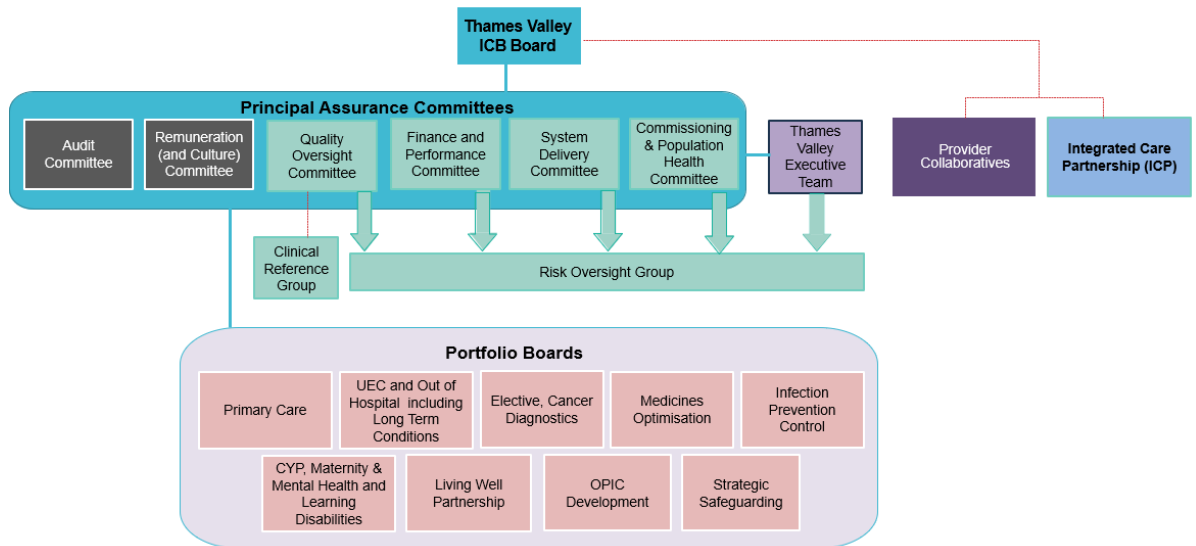 Thames Valley
ICB Board
Principal Assurance Committees
Audit
Committee
Remuneration
(and Culture)
Committee
Quality
Oversight
Committee
Finance and
Performance
Committee
System
Delivery
Committee
Commissioning
& Population
Health
Committee
Thames
Valley
Executive
Team
Provider
Collaboratives
Integrated Care
Partnership (ICP)
Clinical
Reference
Group
Risk Oversight Group
Portfolio Boards
Primary Care
UEC and Out of
Hospital including
Long Term
Conditions
Elective, Cancer
Diagnostics
Medicines
Optimisation
Infection
Prevention
Control
CYP, Maternity &
Mental Health and
Learning
Disabilities
Living Well
Partnership
OPIC
Development
Strategic
Safeguarding